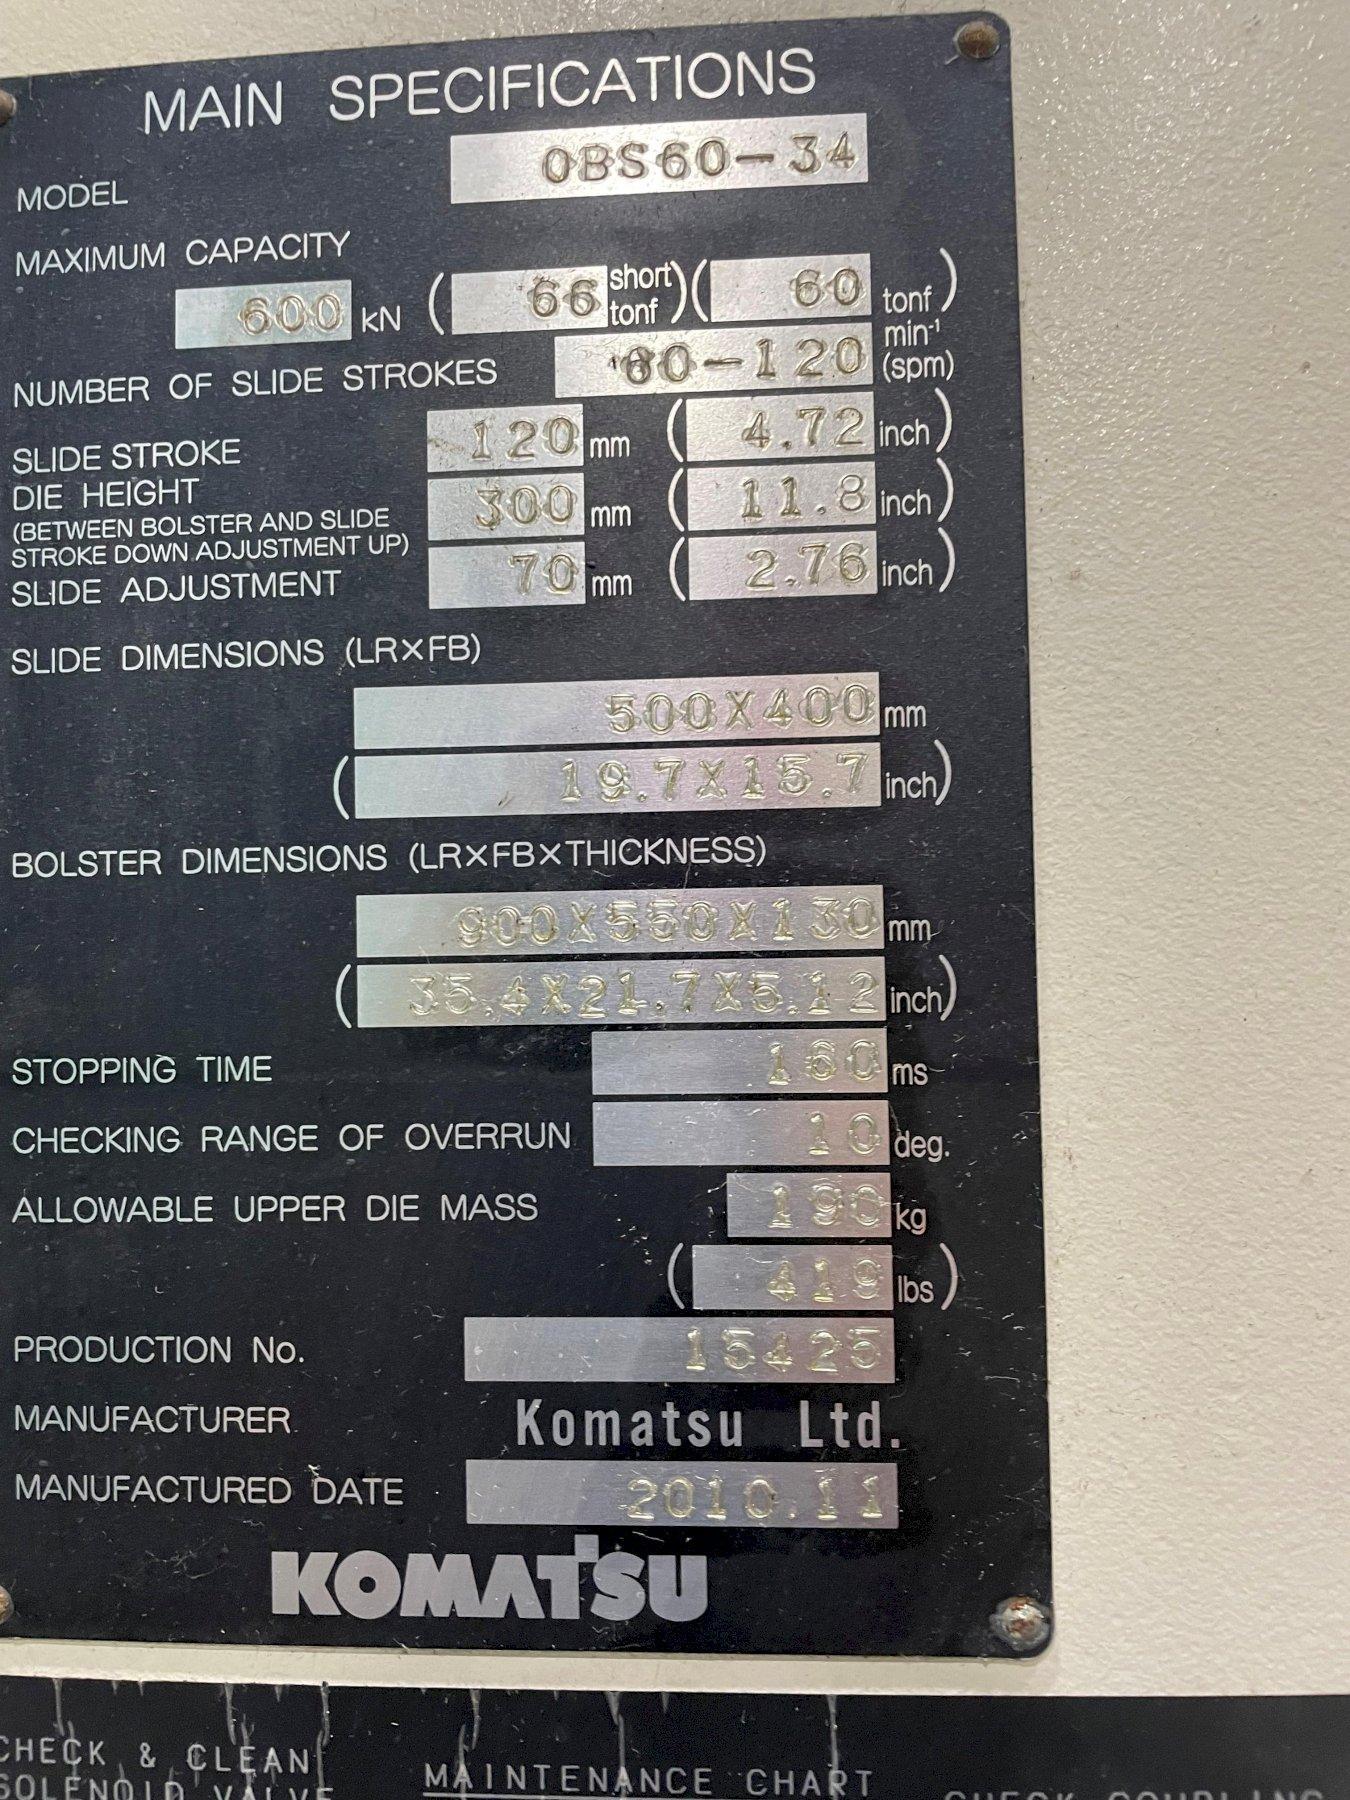 MAIN SPECIFICATIONS
MODEL OBS60-34
MAXIMUM CAPACITY
600 kN ( 66 short tonf ) ( 60 tonf )
NUMBER OF SLIDE STROKES 60-120 min⁻¹ (spm)
SLIDE STROKE 120 mm ( 4.72 inch )
DIE HEIGHT 300 mm ( 11.8 inch )
(BETWEEN BOLSTER AND SLIDE
STROKE DOWN ADJUSTMENT UP)
SLIDE ADJUSTMENT 70 mm ( 2.76 inch )
SLIDE DIMENSIONS (LR×FB)
500X400 mm
( 19.7X15.7 inch )
BOLSTER DIMENSIONS (LR×FB×THICKNESS)
900X550X130 mm
( 35.4X21.7X5.12 inch )
STOPPING TIME 160 ms
CHECKING RANGE OF OVERRUN 10 deg.
ALLOWABLE UPPER DIE MASS 190 kg
( 419 lbs )
PRODUCTION No. 15425
MANUFACTURER Komatsu Ltd.
MANUFACTURED DATE 2010.11
KOMATSU
CHECK & CLEAN
SOLENOID VALVE
MAINTENANCE CHART
CHECK COUPLING